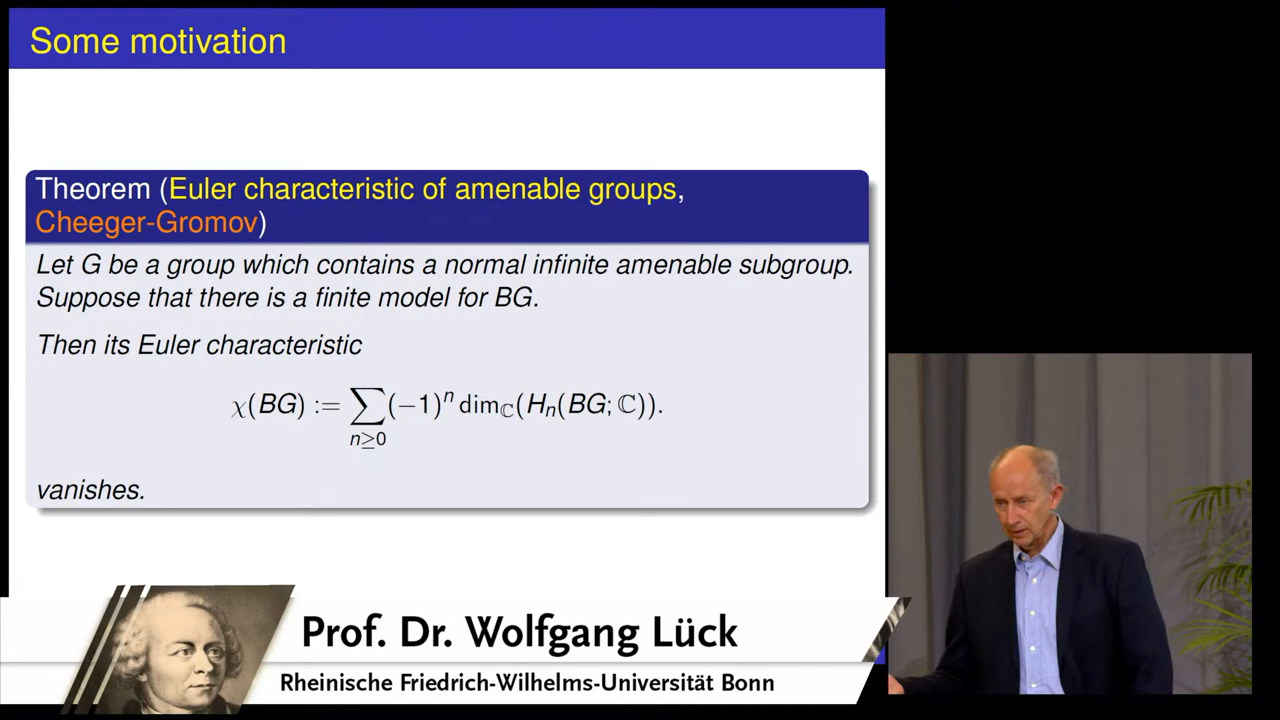 Some motivation
Theorem (Euler characteristic of amenable groups,
Cheeger-Gromov)
Let G be a group which contains a normal infinite amenable subgroup.
Suppose that there is a finite model for BG.
Then its Euler characteristic
χ(BG) := ∑_{n≥0} (−1)^n dim_ℂ(H_n(BG; ℂ)).
vanishes.
Prof. Dr. Wolfgang Lück
Rheinische Friedrich-Wilhelms-Universität Bonn